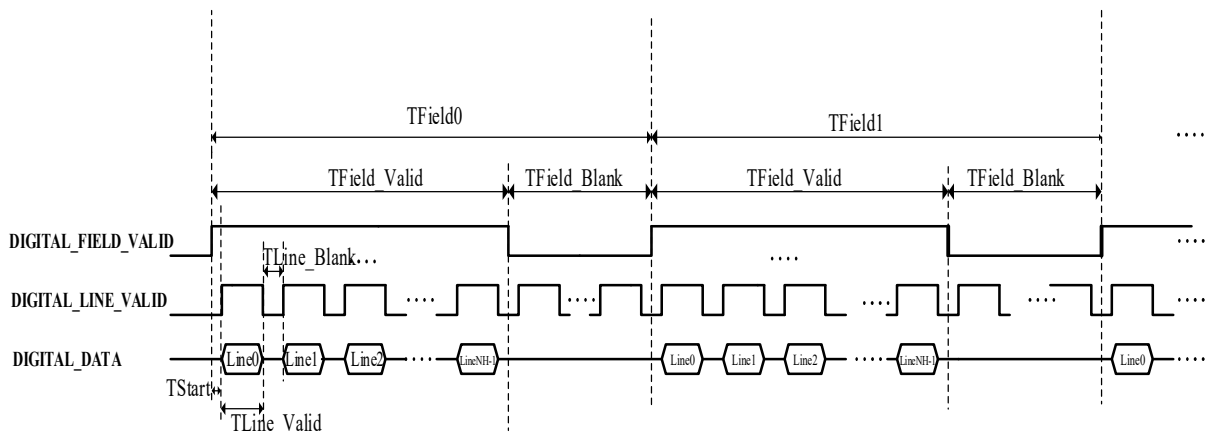 TField0
TField1
....
TField_Valid
TField_Blank
TField_Valid
TField_Blank
DIGITAL_FIELD_VALID
....
TLine_Blank
....
....
DIGITAL_LINE_VALID
....
....
....
....
....
DIGITAL_DATA
Line0
Line1
Line2
....
LineNH-1
Line0
Line1
Line2
....
LineNH-1
Line0
....
TStart
TLine_Valid